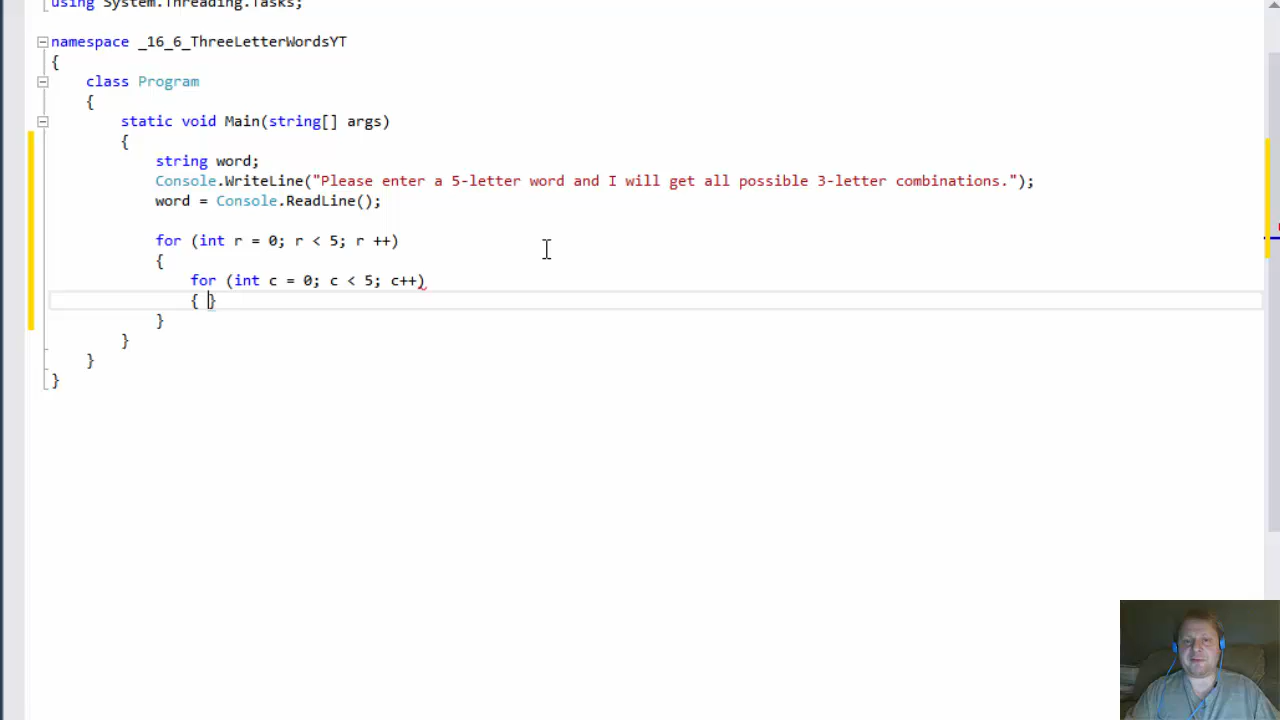 using System.Threading.Tasks;
namespace _16_6_ThreeLetterWordsYT
{
class Program
{
static void Main(string[] args)
{
string word;
Console.WriteLine("Please enter a 5-letter word and I will get all possible 3-letter combinations.");
word = Console.ReadLine();
for (int r = 0; r < 5; r ++)
{
for (int c = 0; c < 5; c++)
{ }
}
}
}
}